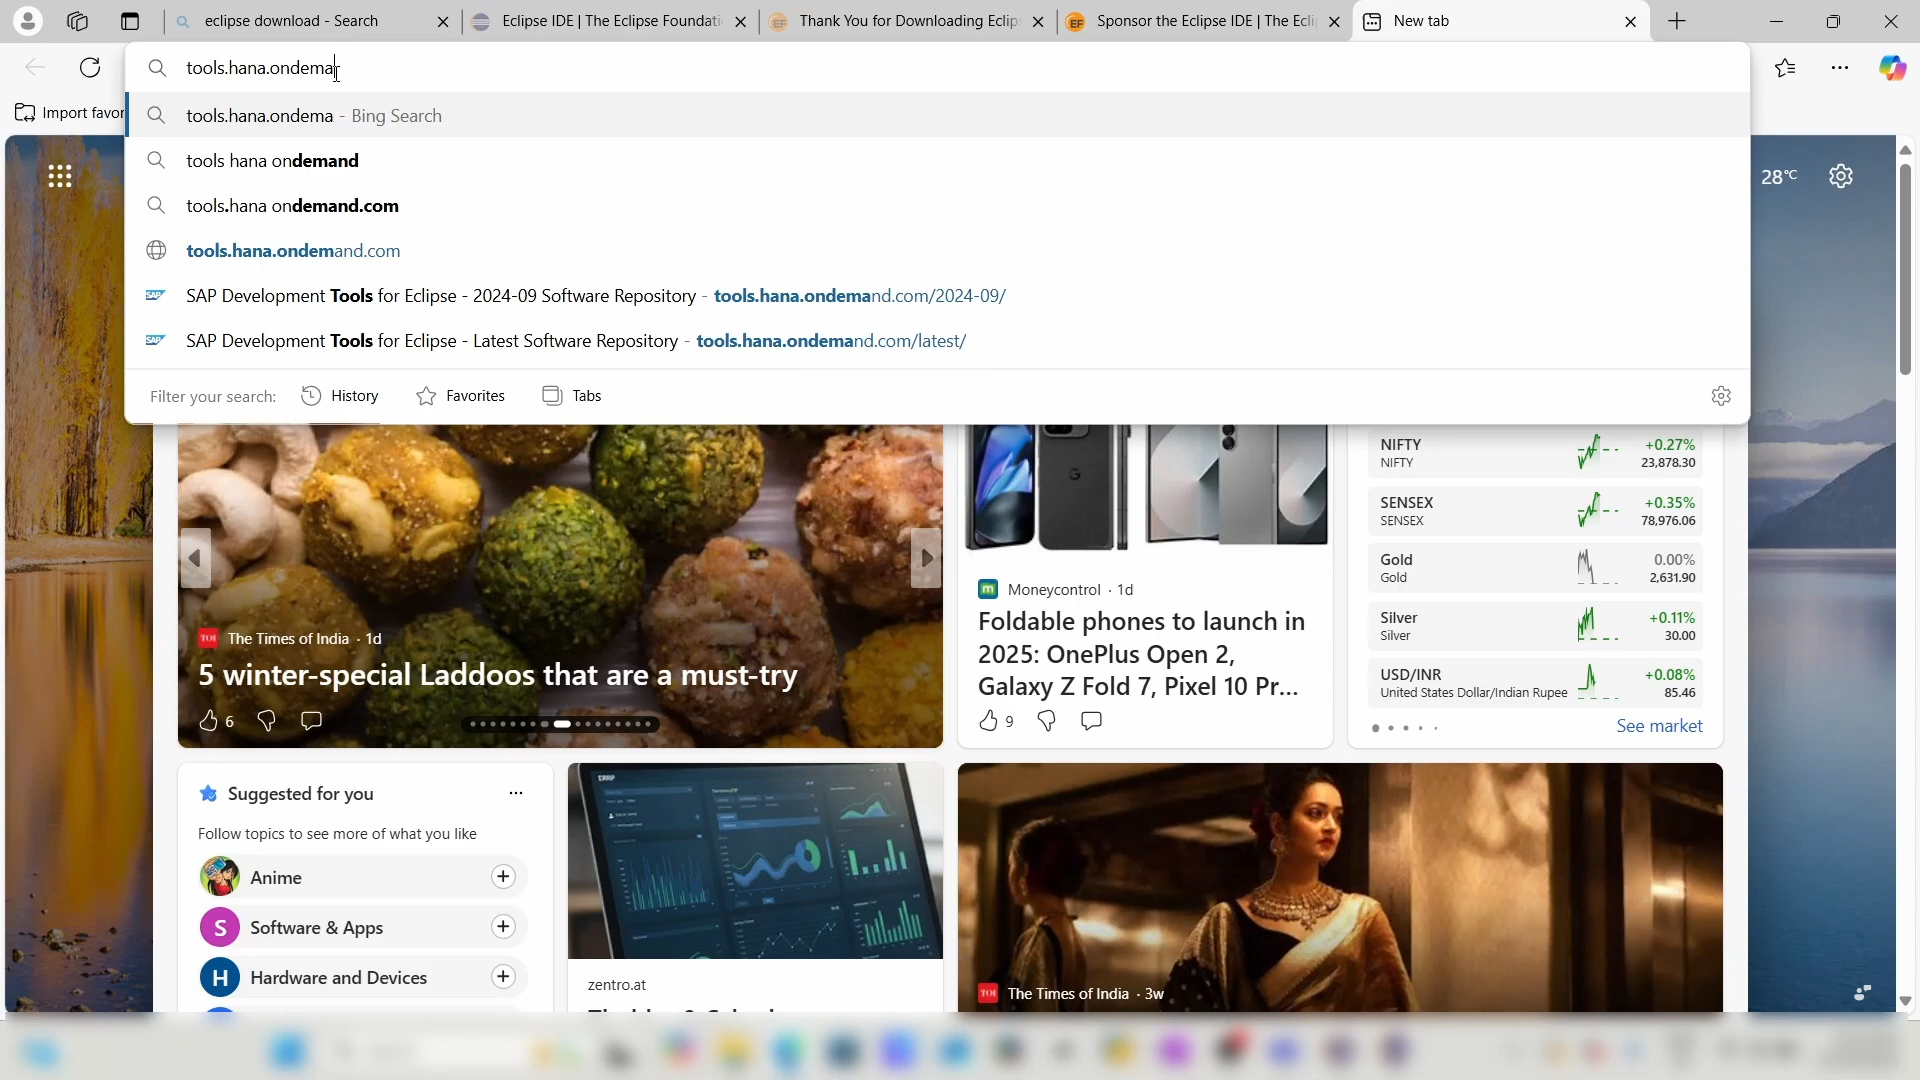 eclipse download - Search
Eclipse IDE | The Eclipse Foundati
Thank You for Downloading Eclip
Sponsor the Eclipse IDE | The Ecli
New tab
tools.hana.ondema
Import favor
tools.hana.ondema - Bing Search
tools hana ondemand
tools.hana ondemand.com
tools.hana.ondemand.com
SAP Development Tools for Eclipse - 2024-09 Software Repository - tools.hana.ondemand.com/2024-09/
SAP Development Tools for Eclipse - Latest Software Repository - tools.hana.ondemand.com/latest/
Filter your search: History Favorites Tabs
28°C
NIFTY +0.27%
NIFTY 23,878.30
SENSEX +0.35%
SENSEX 78,976.06
Gold 0.00%
Gold 2,631.90
Silver +0.11%
Silver 30.00
USD/INR +0.08%
United States Dollar/Indian Rupee 85.46
See market
TOI The Times of India · 1d
5 winter-special Laddoos that are a must-try
6
m Moneycontrol · 1d
Foldable phones to launch in
2025: OnePlus Open 2,
Galaxy Z Fold 7, Pixel 10 Pr...
9
Suggested for you
Follow topics to see more of what you like
Anime
S Software & Apps
H Hardware and Devices
zentro.at
TOI The Times of India · 3w